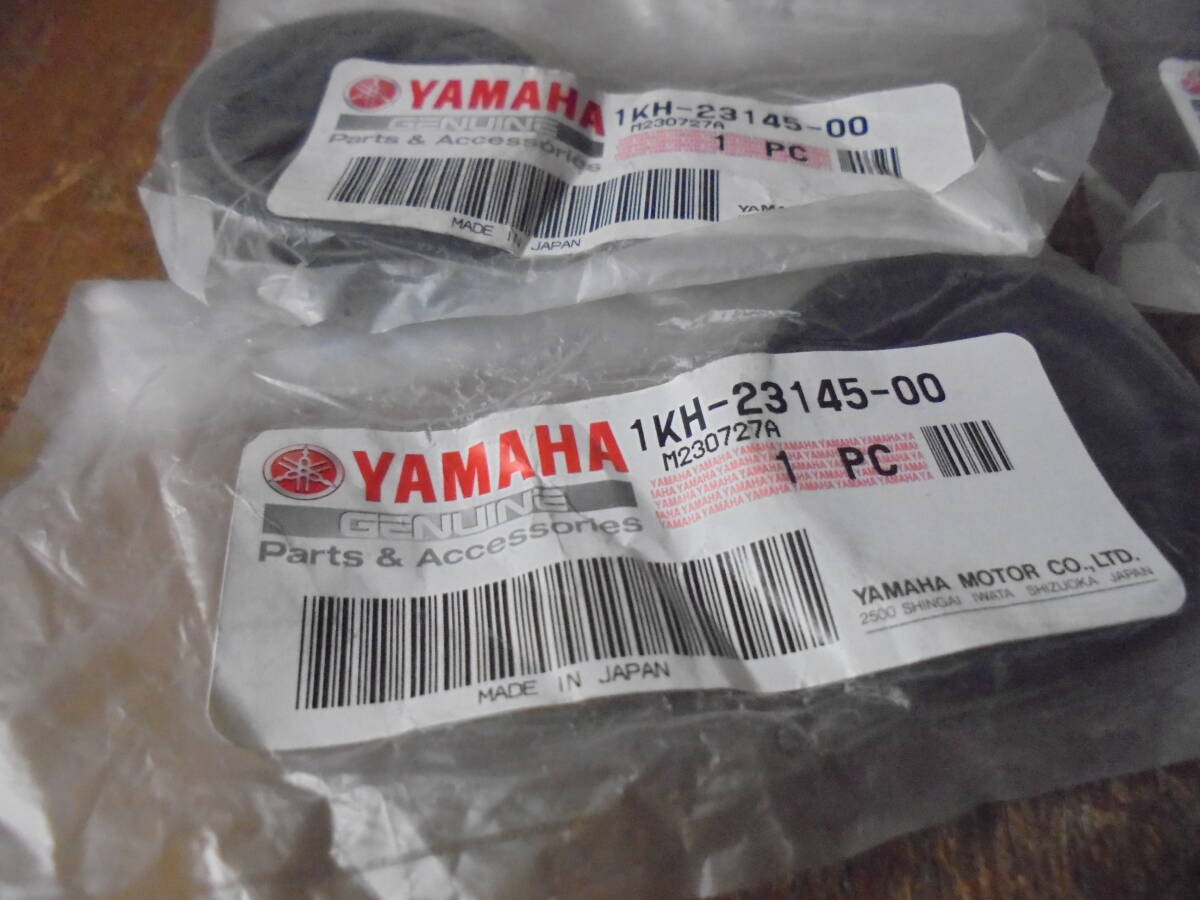 YAMAHA
GENUINE
Parts & Accessories
1KH-23145-00
M230727A
1 PC
MADE IN JAPAN
YAMA
YAMAHA
GENUINE
Parts & Accessories
1KH-23145-00
M230727A
1 PC
MADE IN JAPAN
YAMAHA MOTOR CO.,LTD.
2500 SHINGAI IWATA SHIZUOKA JAPAN